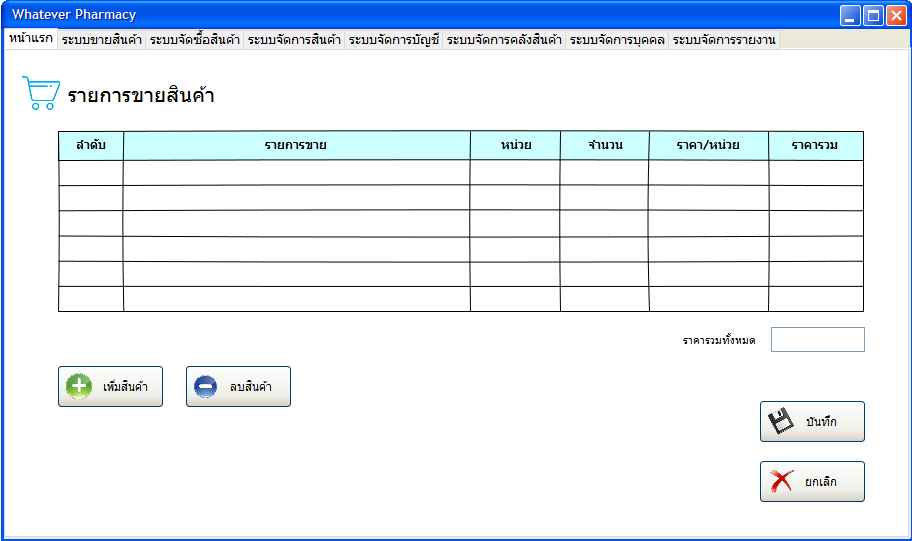 Whatever Pharmacy
หน้าแรก ระบบขายสินค้า ระบบจัดซื้อสินค้า ระบบจัดการสินค้า ระบบจัดการบัญชี ระบบจัดการคลังสินค้า ระบบจัดการบุคคล ระบบจัดการรายงาน
รายการขายสินค้า
ลำดับ รายการขาย หน่วย จำนวน ราคา/หน่วย ราคารวม
ราคารวมทั้งหมด
เพิ่มสินค้า ลบสินค้า
บันทึก
ยกเลิก